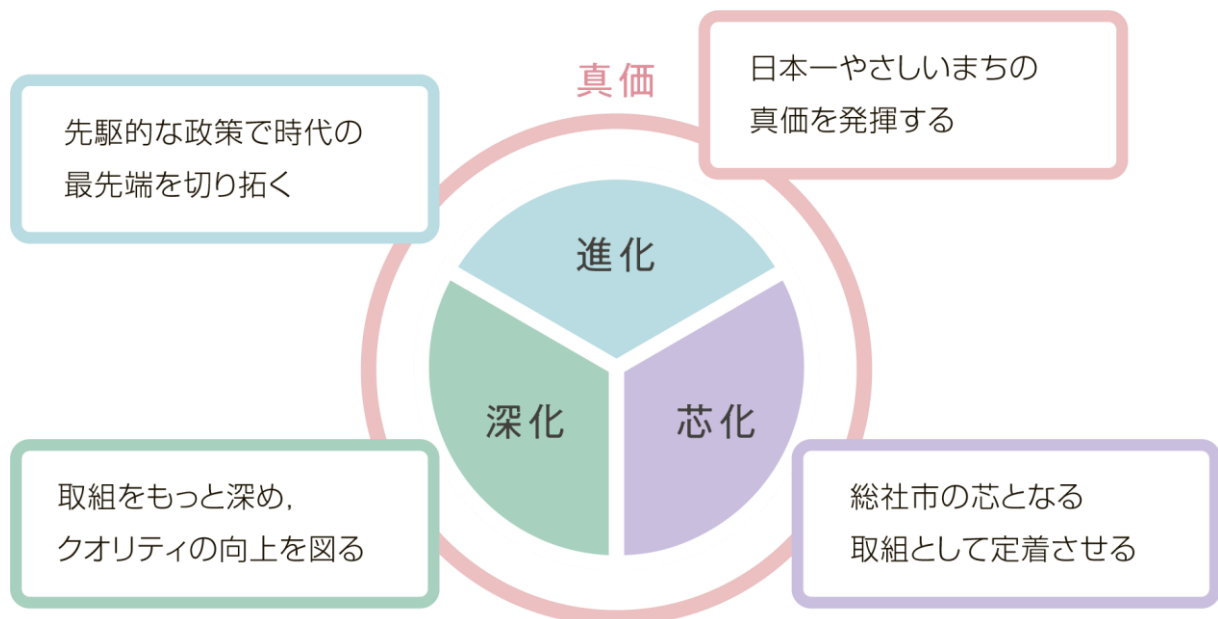 真価
日本一やさしいまちの
真価を発揮する
先駆的な政策で時代の
最先端を切り拓く
進化
深化
芯化
取組をもっと深め,
クオリティの向上を図る
総社市の芯となる
取組として定着させる